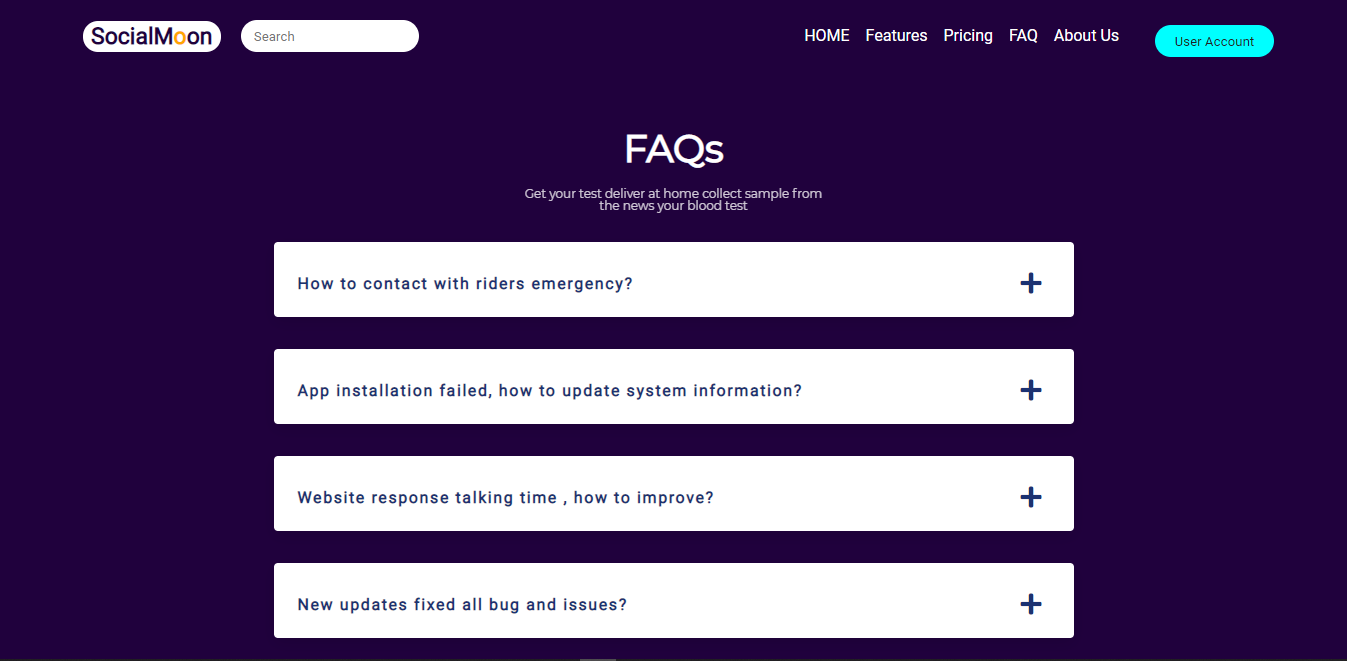 SocialMoon
Search
HOME Features Pricing FAQ About Us
User Account
FAQs
Get your test deliver at home collect sample from
the news your blood test
How to contact with riders emergency?
App installation failed, how to update system information?
Website response talking time , how to improve?
New updates fixed all bug and issues?